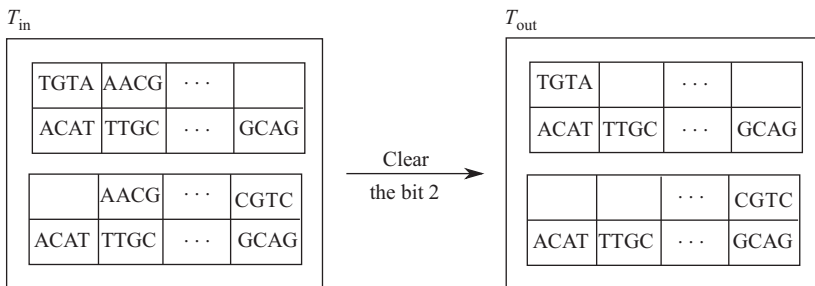 T_in
TGTA AACG ···
ACAT TTGC ··· GCAG
AACG ··· CGTC
ACAT TTGC ··· GCAG
Clear
the bit 2
T_out
TGTA ···
ACAT TTGC ··· GCAG
··· CGTC
ACAT TTGC ··· GCAG